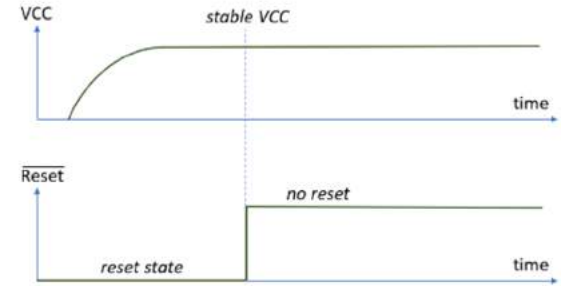 VCC
stable VCC
time
Reset
no reset
reset state
time